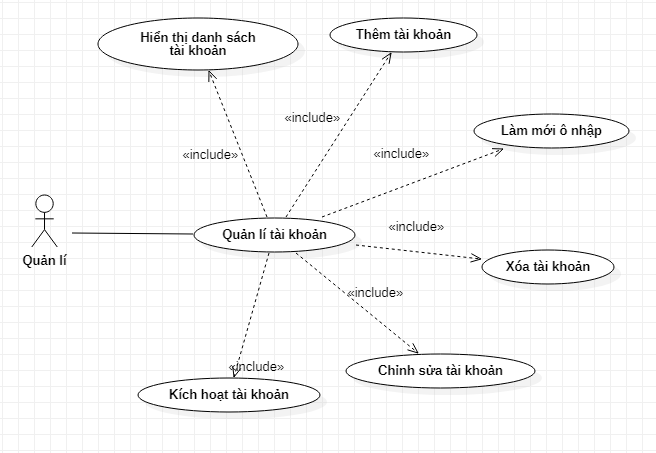 Hiển thị danh sách
tài khoản
Thêm tài khoản
«include»
Làm mới ô nhập
«include»
«include»
«include»
Quản lí tài khoản
Quản lí
Xóa tài khoản
«include»
«include»
Chỉnh sửa tài khoản
Kích hoạt tài khoản